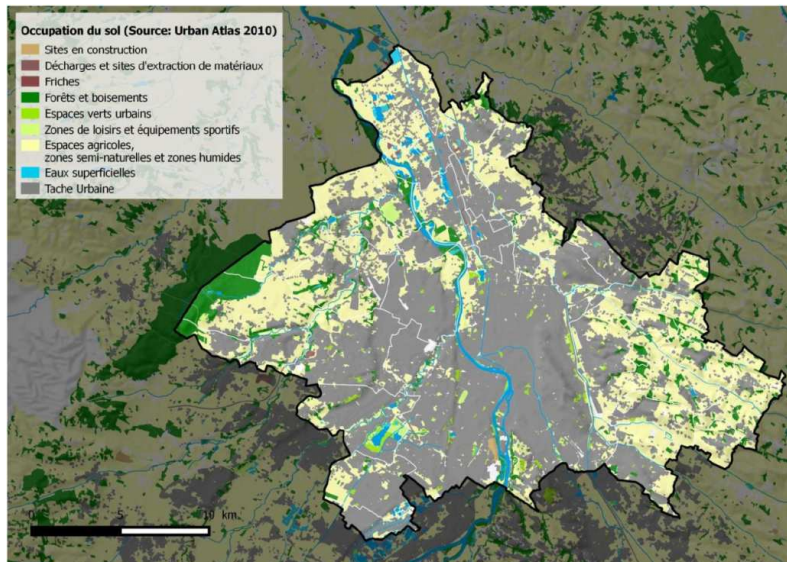 Occupation du sol (Source: Urban Atlas 2010)
Sites en construction
Décharges et sites d'extraction de matériaux
Friches
Forêts et boisements
Espaces verts urbains
Zones de loisirs et équipements sportifs
Espaces agricoles,
zones semi-naturelles et zones humides
Eaux superficielles
Tache Urbaine
0 5 10 km